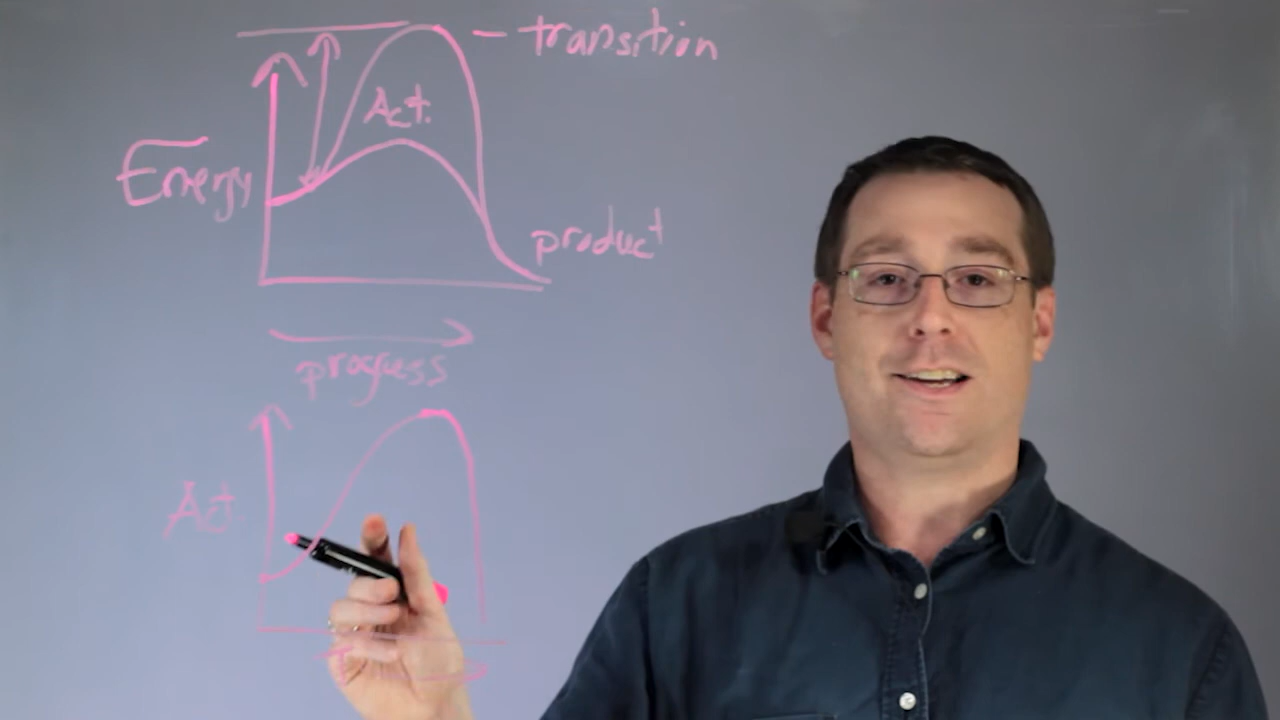 transition
Act.
Energy
product
progress
Act.